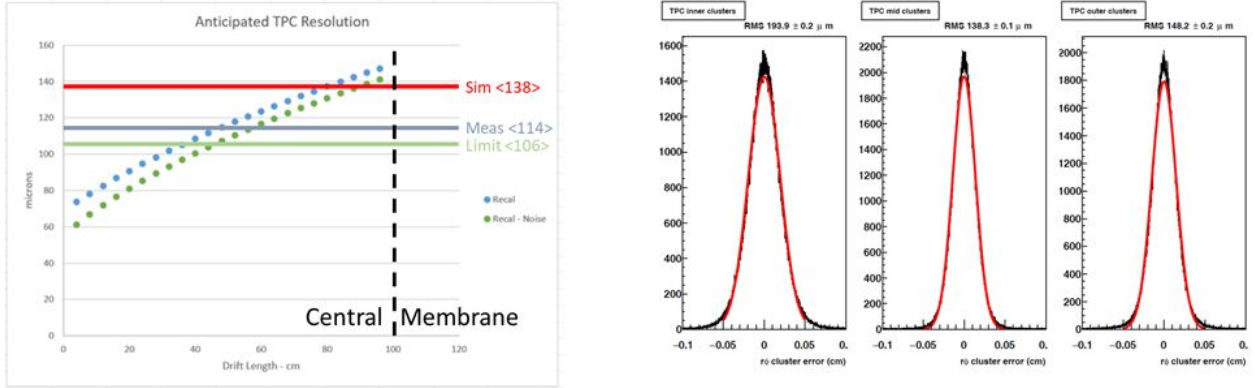 Anticipated TPC Resolution
160
140
120
100
80
60
40
20
0
microns
Sim <138>
Meas <114>
Limit <106>
Recal
Recal - Noise
Central
Membrane
0 20 40 60 80 100 120
Drift Length - cm
TPC inner clusters
RMS 193.9 ± 0.2 μ m
1600
1400
1200
1000
800
600
400
200
0
−0.1 −0.05 0 0.05 0.
rϕ cluster error (cm)
TPC mid clusters
RMS 138.3 ± 0.1 μ m
2200
2000
1800
1600
1400
1200
1000
800
600
400
200
0
−0.1 −0.05 0 0.05 0.
rϕ cluster error (cm)
TPC outer clusters
RMS 148.2 ± 0.2 μ m
2000
1800
1600
1400
1200
1000
800
600
400
200
0
−0.1 −0.05 0 0.05 0.
rϕ cluster error (cm)